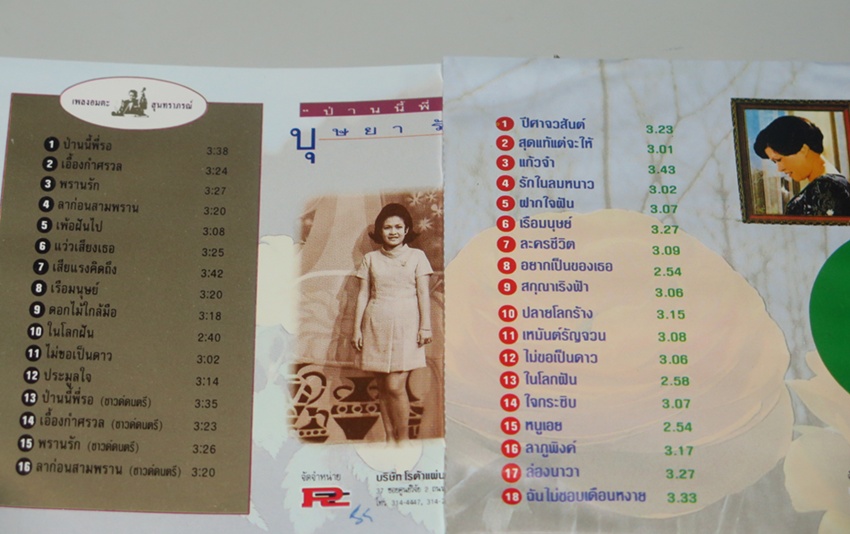 เพลงอมตะ สุนทราภรณ์
1 ป่านนี้พี่รอ 3:38
2 เอื้องกำศรวล 3:24
3 พรานรัก 3:27
4 ลาก่อนสามพราน 3:20
5 เพ้อฝันไป 3:08
6 แว่วเสียงเธอ 3:25
7 เสียแรงคิดถึง 3:42
8 เรือมนุษย์ 3:20
9 ดอกไม้ใกล้มือ 3:18
10 ในโลกฝัน 2:40
11 ไม่ขอเป็นดาว 3:02
12 ประมูลใจ 3:14
13 ป่านนี้พี่รอ (ซาวด์ดนตรี) 3:35
14 เอื้องกำศรวล (ซาวด์ดนตรี) 3:23
15 พรานรัก (ซาวด์ดนตรี) 3:26
16 ลาก่อนสามพราน (ซาวด์ดนตรี) 3:20
" ป่ า น นี้ พี่
บุ ษ ย า
จัดจำหน่าย
บริษัท โรต้าแผ่น
1 ปีศาจวสันต์ 3.23
2 สุดแท้แต่จะให้ 3.01
3 แก้วจ๋า 3.43
4 รักในลมหนาว 3.02
5 ฝากใจฝัน 3.07
6 เรือมนุษย์ 3.27
7 ละครชีวิต 3.09
8 อยากเป็นของเธอ 2.54
9 สกุณาเริงฟ้า 3.06
10 ปลายโลกร้าง 3.15
11 เหมันต์รัญจวน 3.08
12 ไม่ขอเป็นดาว 3.06
13 ในโลกฝัน 2.58
14 ใจกระซิบ 3.07
15 หนูเอย 2.54
16 ลาภูพิงค์ 3.17
17 ล่องนาวา 3.27
18 ฉันไม่ชอบเดือนหงาย 3.33